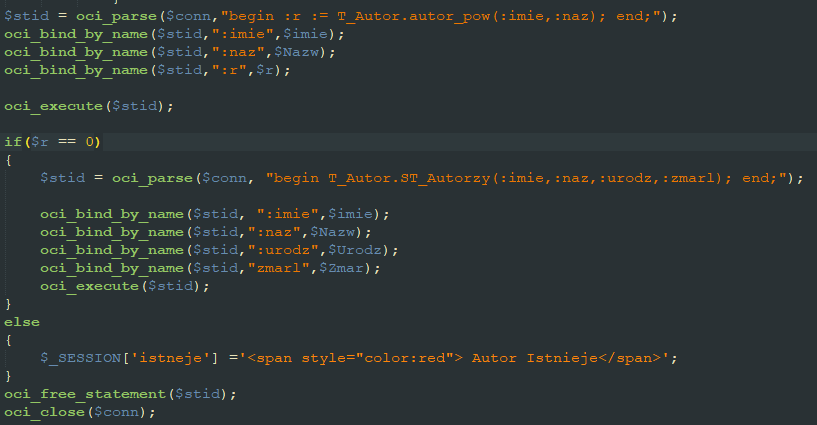 }
$stid = oci_parse($conn,"begin :r := T_Autor.autor_pow(:imie,:naz); end;");
oci_bind_by_name($stid,":imie",$imie);
oci_bind_by_name($stid,":naz",$Nazw);
oci_bind_by_name($stid,":r",$r);
oci_execute($stid);
if($r == 0)
{
$stid = oci_parse($conn, "begin T_Autor.ST_Autorzy(:imie,:naz,:urodz,:zmarl); end;");
oci_bind_by_name($stid, ":imie",$imie);
oci_bind_by_name($stid,":naz",$Nazw);
oci_bind_by_name($stid,":urodz",$Urodz);
oci_bind_by_name($stid,"zmarl",$Zmar);
oci_execute($stid);
}
else
{
$_SESSION['istneje'] ='<span style="color:red"> Autor Istnieje</span>';
}
oci_free_statement($stid);
oci_close($conn);